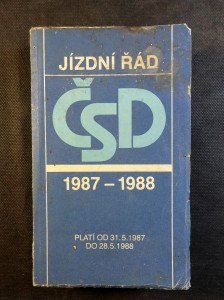 JÍZDNÍ ŘÁD
ČSD
1987 – 1988
PLATÍ OD 31.5.1987
DO 28.5.1988